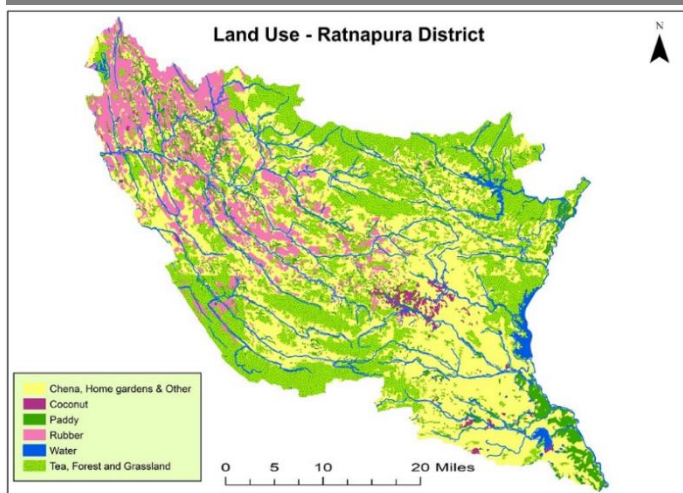 Land Use - Ratnapura District
N
Chena, Home gardens & Other
Coconut
Paddy
Rubber
Water
Tea, Forest and Grassland
0 5 10 20 Miles